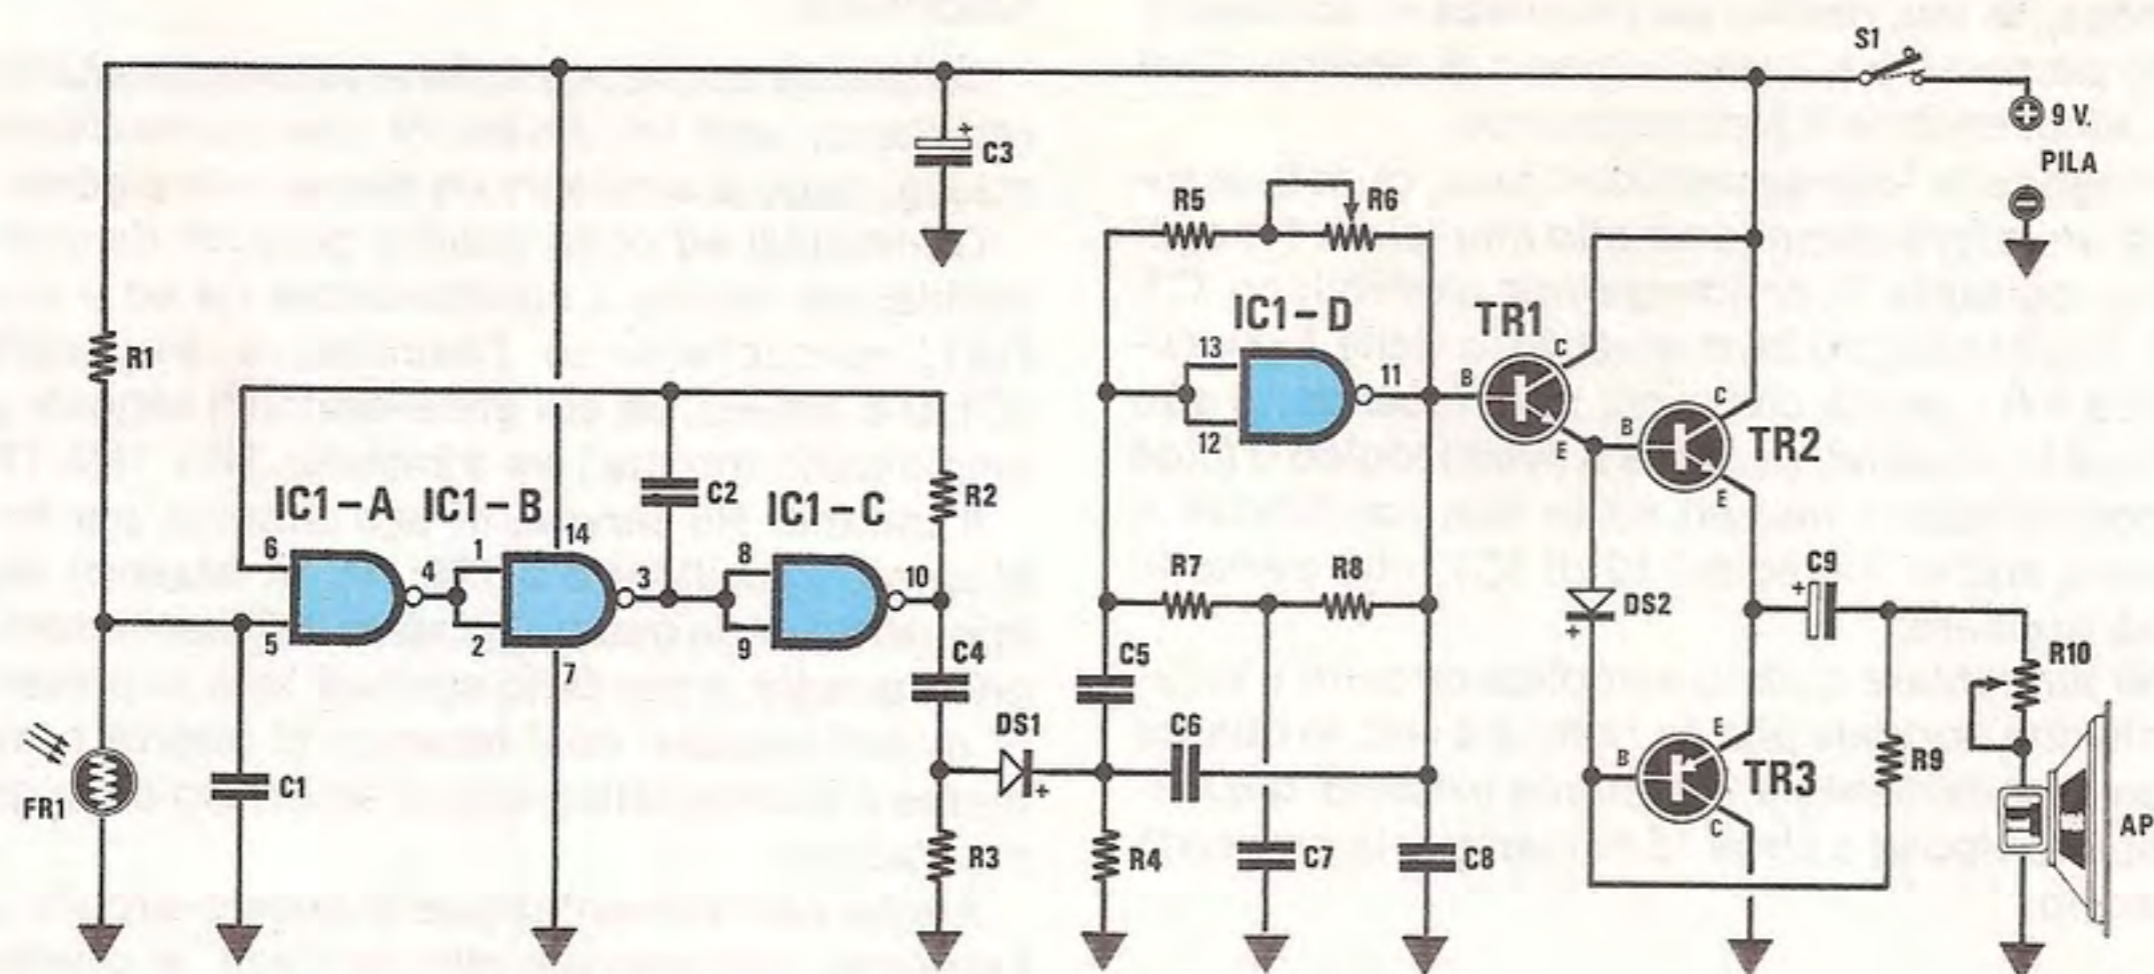 S1
+
9 V.
C3
PILA
R5
R6
IC1-D
TR1
R1
13
11
B
C
12
E
B
C
TR2
E
IC1-A
IC1-B
C2
IC1-C
R2
6
4
1
14
3
8
10
5
2
7
9
R7
R8
DS2
+
C9
+
R10
C4
C5
FR1
C1
DS1
+
C6
E
B
TR3
C
R9
AP
R3
R4
C7
C8